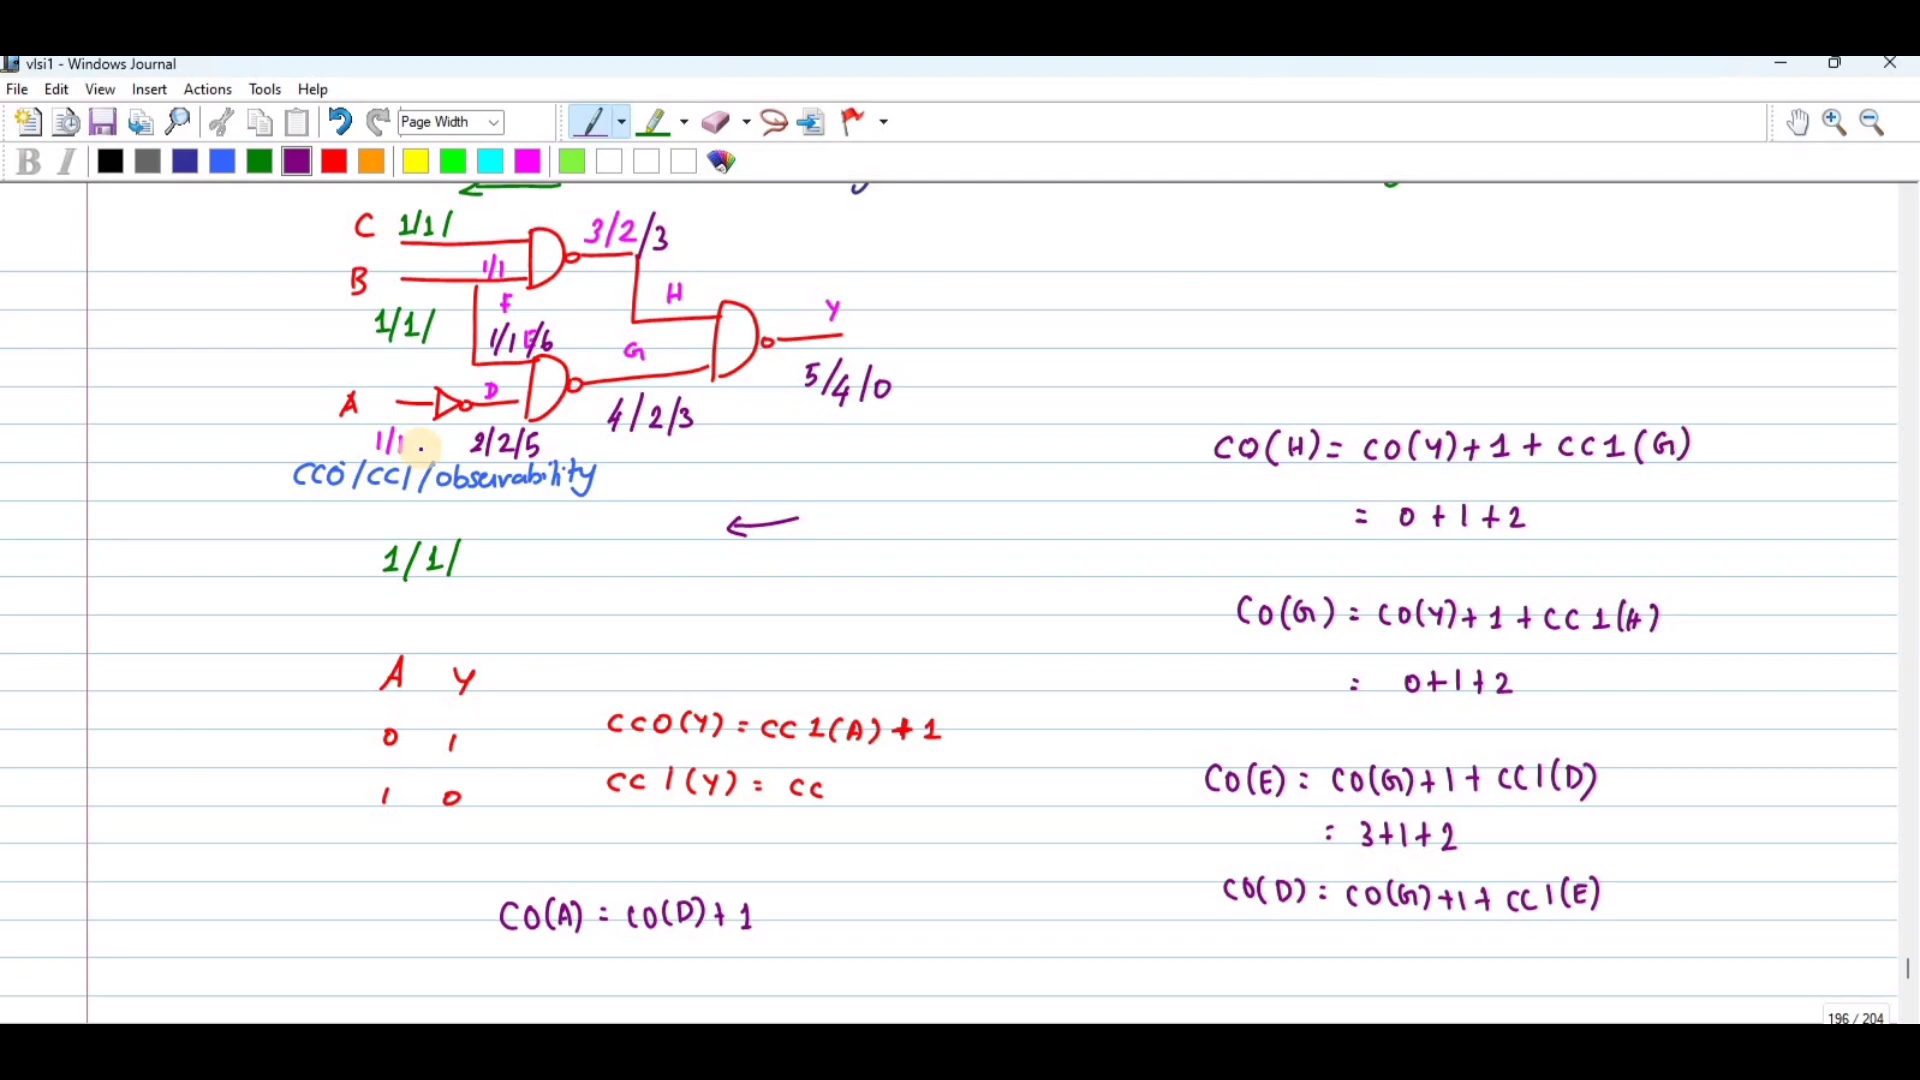 vlsi1 - Windows Journal
File Edit View Insert Actions Tools Help
Page Width
B I
C 1/1/ 3/2/3
1/1
B H Y
F
1/1/ 1/1/6 G
E
D 5/4/0
A 4/2/3
1/1 2/2/5
CC0/CC1/observability
CO(H) = CO(Y)+1 + CC1(G)
= 0+1+2
1/1/
CO(G) = CO(Y)+1 + CC1(H)
= 0+1+2
A Y
0 1 CC0(Y) = CC1(A)+1
1 0 CC1(Y) = CC
CO(E) = CO(G)+1+ CC1(D)
= 3+1+2
CO(D) = CO(G)+1+ CC1(E)
CO(A) = CO(D)+1
196 / 204